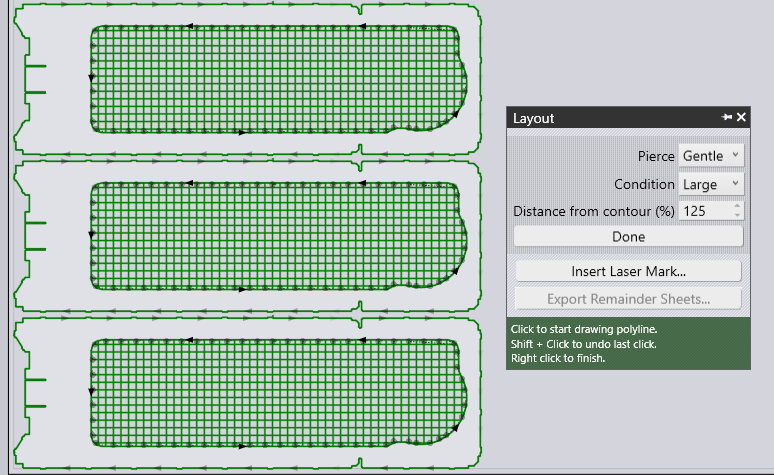 Layout
Pierce Gentle
Condition Large
Distance from contour (%) 125
Done
Insert Laser Mark...
Export Remainder Sheets...
Click to start drawing polyline.
Shift + Click to undo last click.
Right click to finish.